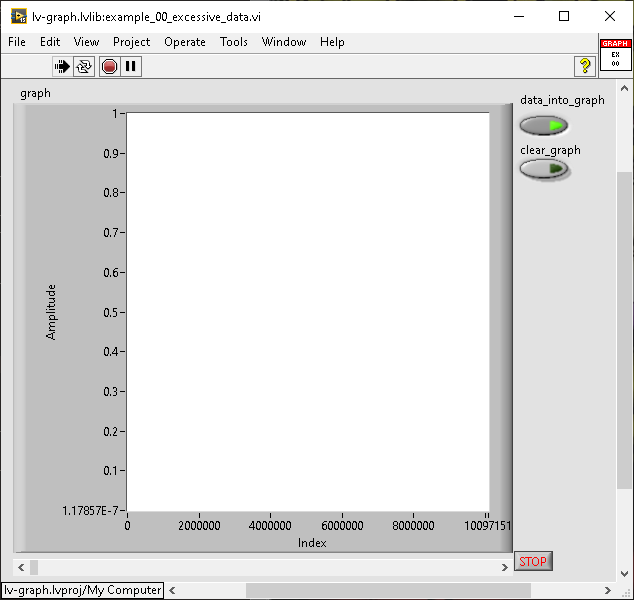 lv-graph.lvlib:example_00_excessive_data.vi
File Edit View Project Operate Tools Window Help
GRAPH
EX
00
?
graph
data_into_graph
clear_graph
1
0.9
0.8
0.7
0.6
0.5
0.4
0.3
0.2
0.1
1.17857E-7
Amplitude
0 2000000 4000000 6000000 8000000 10097151
Index
STOP
lv-graph.lvproj/My Computer